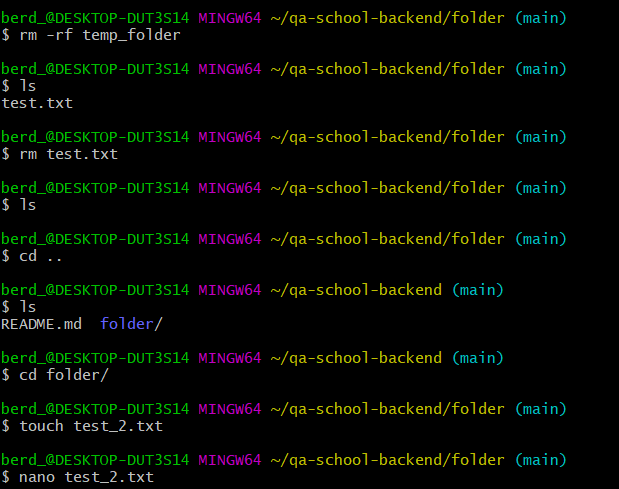 berd_@DESKTOP-DUT3S14 MINGW64 ~/qa-school-backend/folder (main)
$ rm -rf temp_folder
berd_@DESKTOP-DUT3S14 MINGW64 ~/qa-school-backend/folder (main)
$ ls
test.txt
berd_@DESKTOP-DUT3S14 MINGW64 ~/qa-school-backend/folder (main)
$ rm test.txt
berd_@DESKTOP-DUT3S14 MINGW64 ~/qa-school-backend/folder (main)
$ ls
berd_@DESKTOP-DUT3S14 MINGW64 ~/qa-school-backend/folder (main)
$ cd ..
berd_@DESKTOP-DUT3S14 MINGW64 ~/qa-school-backend (main)
$ ls
README.md  folder/
berd_@DESKTOP-DUT3S14 MINGW64 ~/qa-school-backend (main)
$ cd folder/
berd_@DESKTOP-DUT3S14 MINGW64 ~/qa-school-backend/folder (main)
$ touch test_2.txt
berd_@DESKTOP-DUT3S14 MINGW64 ~/qa-school-backend/folder (main)
$ nano test_2.txt